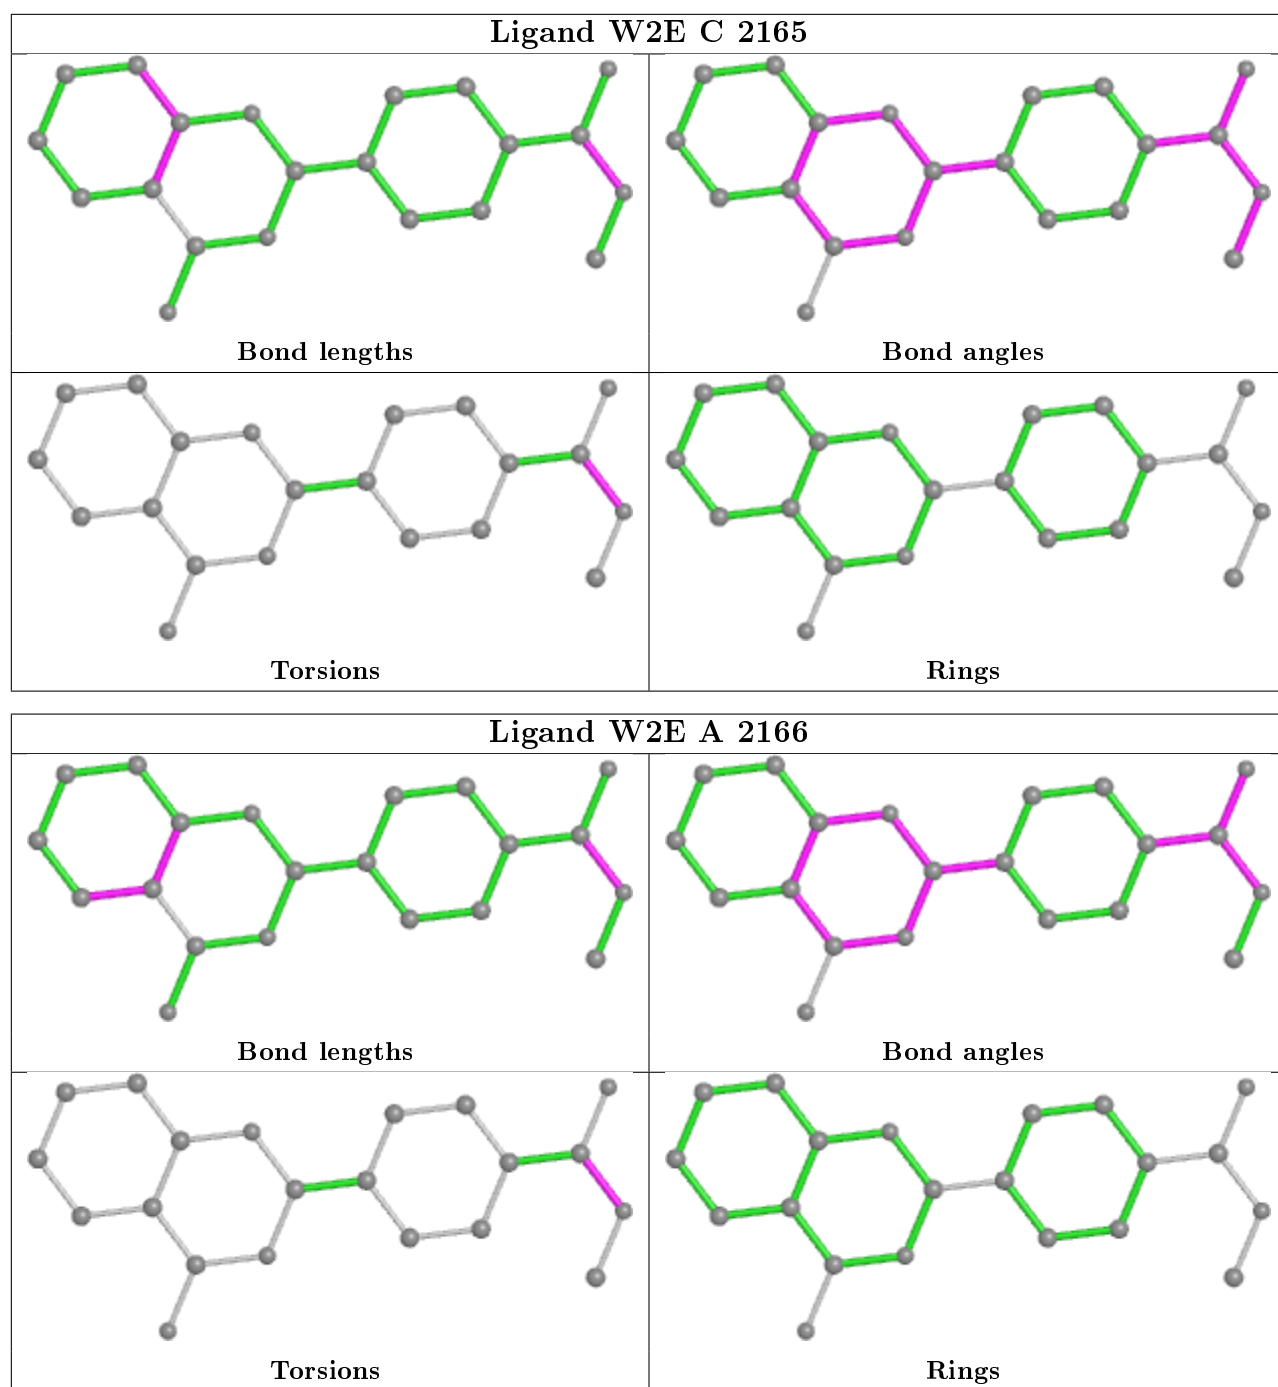 Ligand W2E C 2165
Bond lengths
Bond angles
Torsions
Rings
Ligand W2E A 2166
Bond lengths
Bond angles
Torsions
Rings